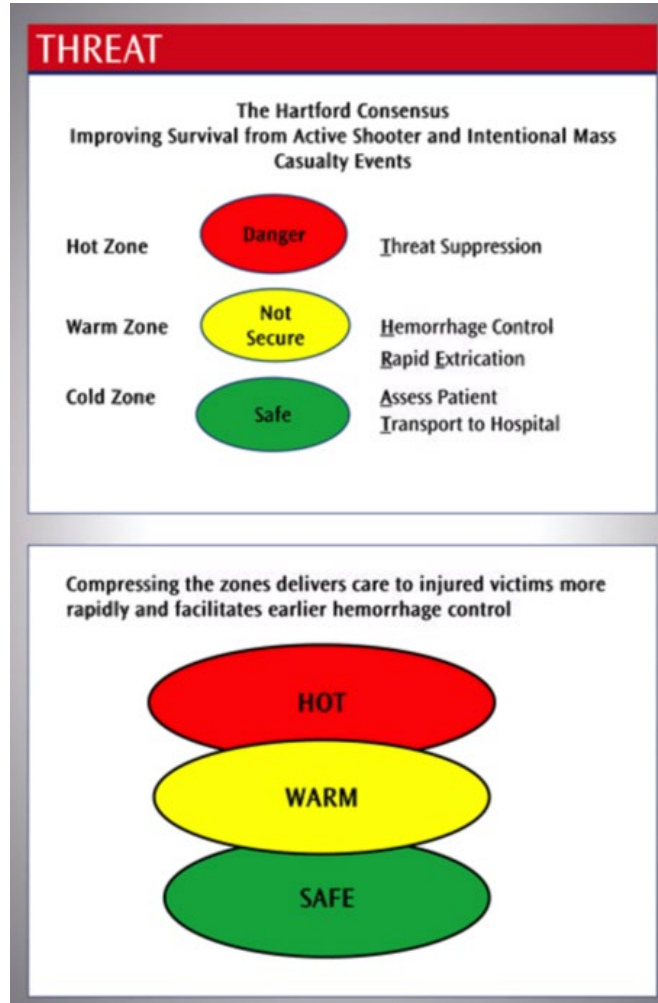 THREAT
The Hartford Consensus
Improving Survival from Active Shooter and Intentional Mass
Casualty Events
Hot Zone
Danger
Threat Suppression
Warm Zone
Not
Secure
Hemorrhage Control
Rapid Extrication
Cold Zone
Safe
Assess Patient
Transport to Hospital
Compressing the zones delivers care to injured victims more
rapidly and facilitates earlier hemorrhage control
HOT
WARM
SAFE